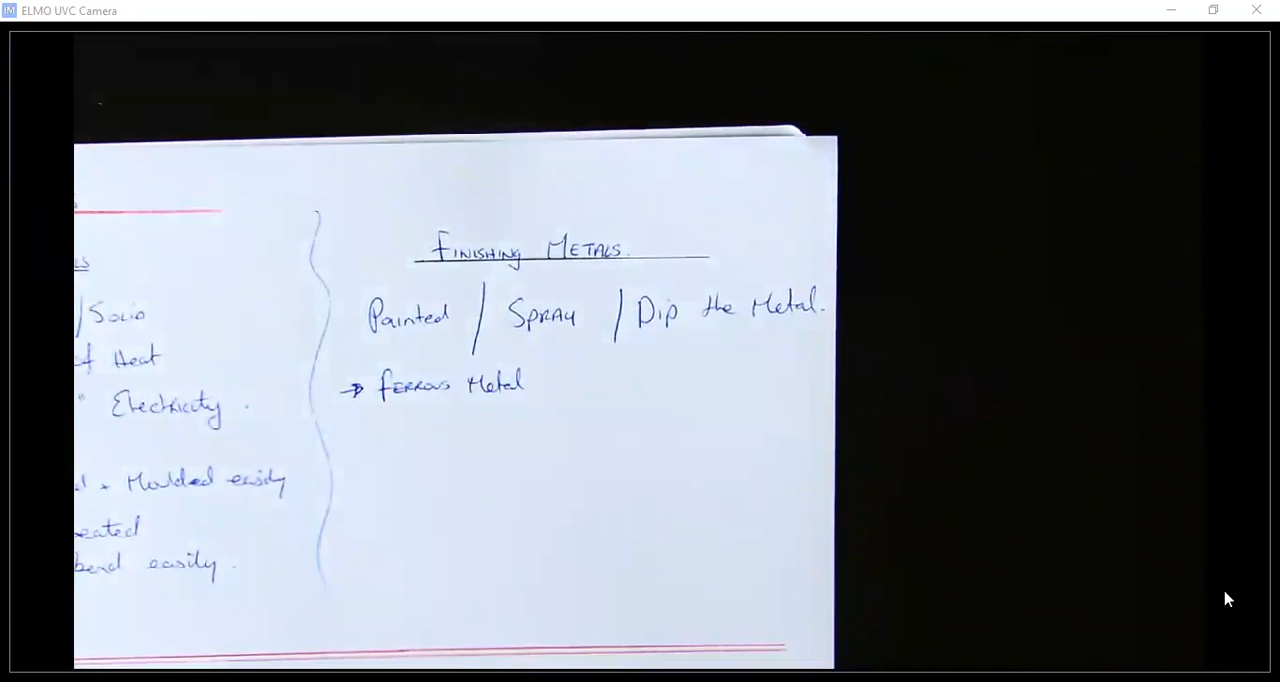 ELMO UVC Camera
FINISHING METALS.
Painted / SPRAY / Dip the Metal.
→ FERROUS Metal
/ Solid
of Heat
" Electricity.
+ Moulded easily
eated
bend easily.